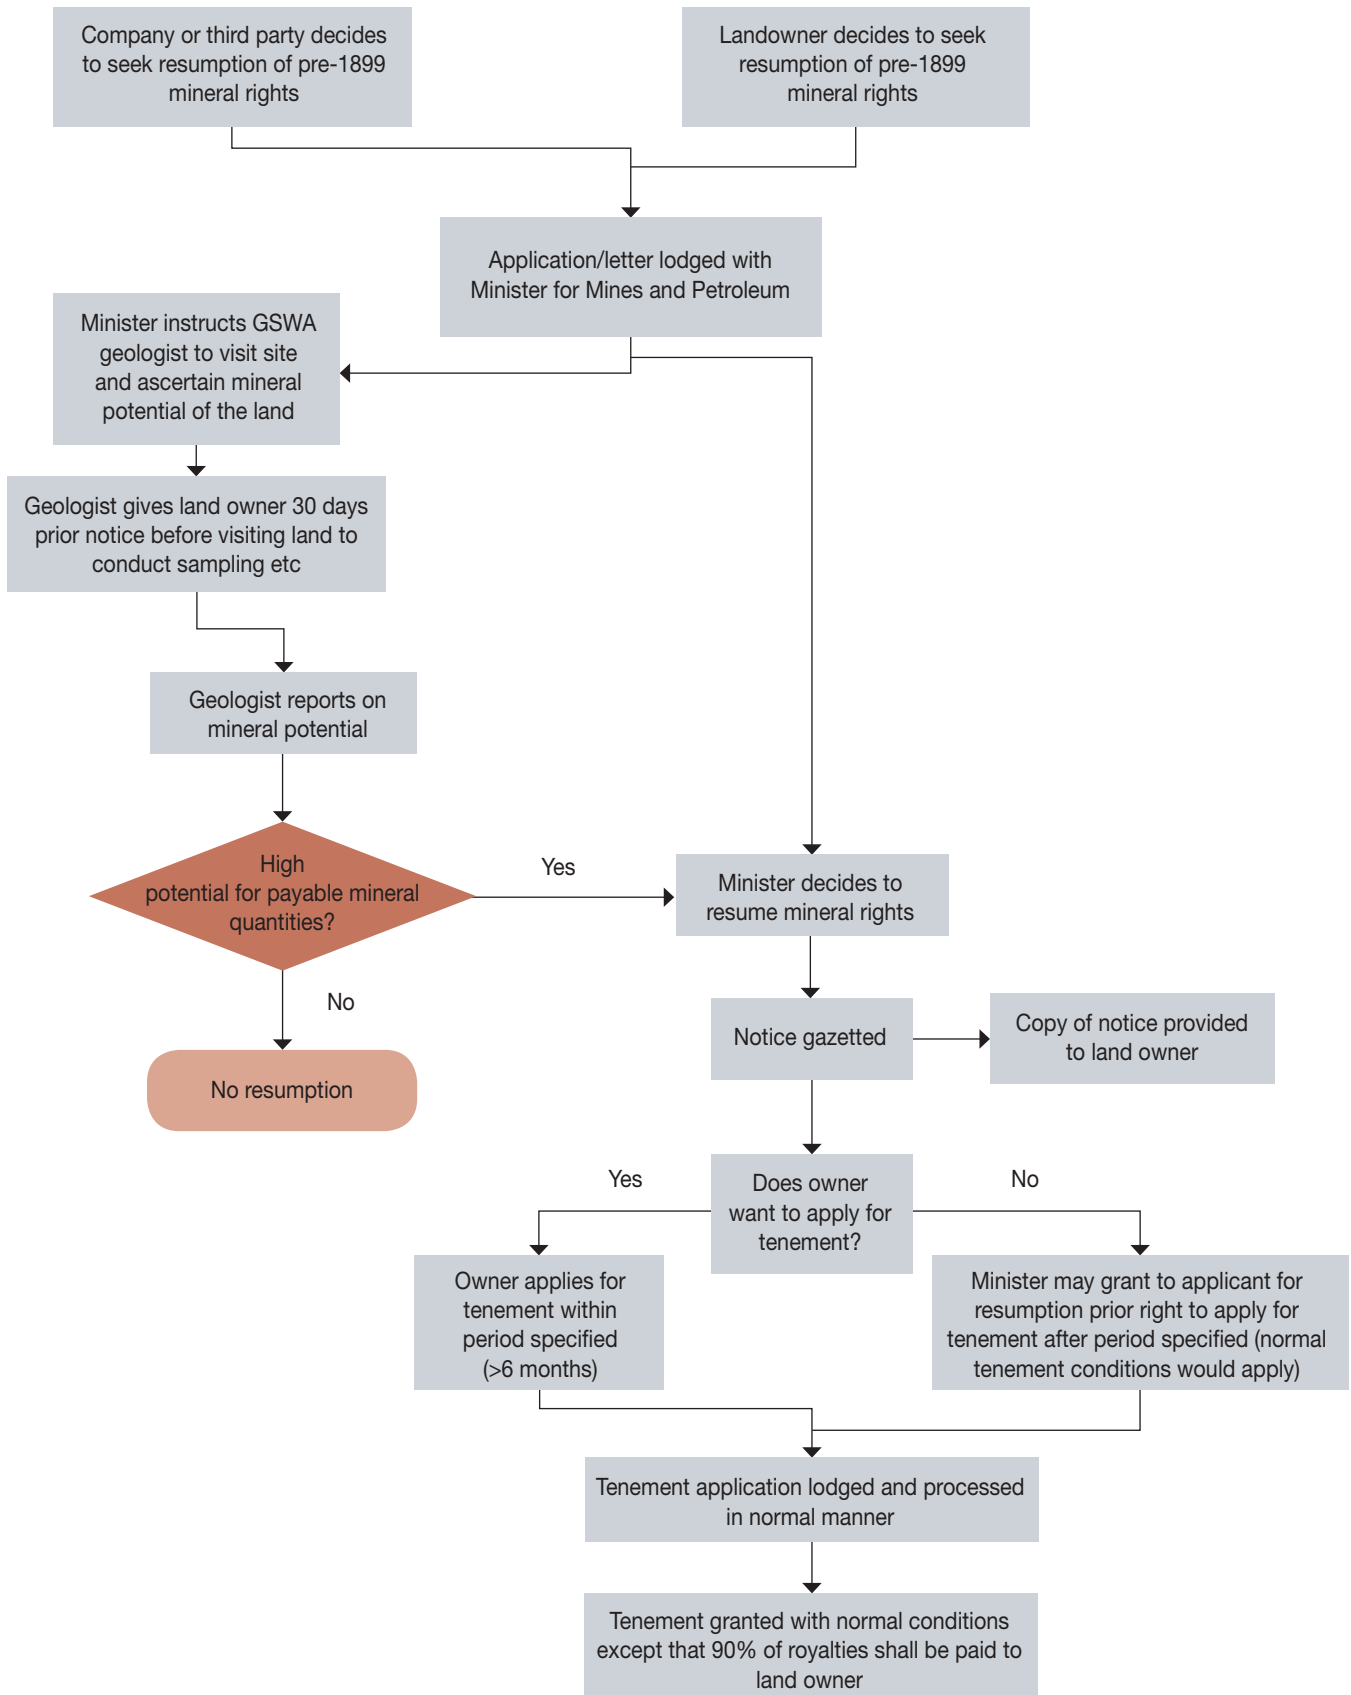 Company or third party decides
to seek resumption of pre-1899
mineral rights
Landowner decides to seek
resumption of pre-1899
mineral rights
Application/letter lodged with
Minister for Mines and Petroleum
Minister instructs GSWA
geologist to visit site
and ascertain mineral
potential of the land
Geologist gives land owner 30 days
prior notice before visiting land to
conduct sampling etc
Geologist reports on
mineral potential
High
potential for payable mineral
quantities?
Yes
Minister decides to
resume mineral rights
No
No resumption
Notice gazetted
Copy of notice provided
to land owner
Does owner
want to apply for
tenement?
Yes
No
Owner applies for
tenement within
period specified
(>6 months)
Minister may grant to applicant for
resumption prior right to apply for
tenement after period specified (normal
tenement conditions would apply)
Tenement application lodged and processed
in normal manner
Tenement granted with normal conditions
except that 90% of royalties shall be paid to
land owner